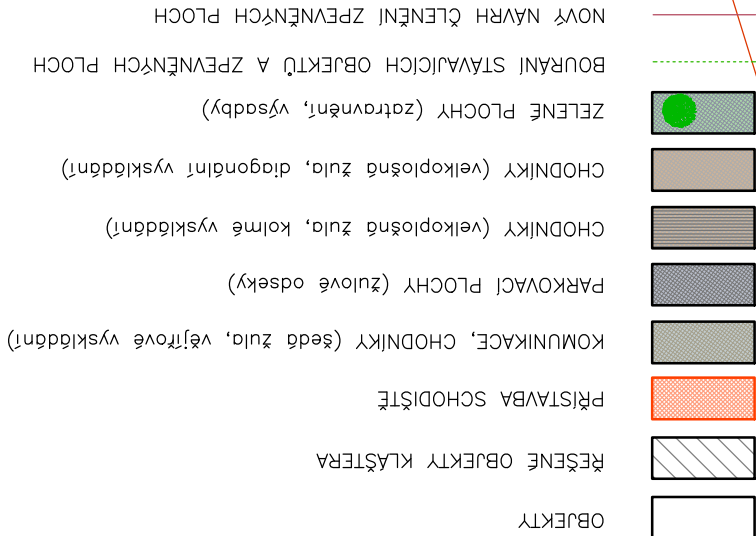 OBJEKTY
ŘEŠENÉ OBJEKTY KLÁŠTERA
PŘÍSTAVBA SCHODIŠTĚ
KOMUNIKACE, CHODNÍKY (šedá žula, vějířové vyskládání)
PARKOVACÍ PLOCHY (žulové odseky)
CHODNÍKY (velkoplošná žula, kolmé vyskládání)
CHODNÍKY (velkoplošná žula, diagonální vyskládání)
ZELENÉ PLOCHY (zatravnění, výsadby)
BOURÁNÍ STÁVAJÍCÍCH OBJEKTŮ A ZPEVNĚNÝCH PLOCH
NOVÝ NÁVRH ČLENĚNÍ ZPEVNĚNÝCH PLOCH